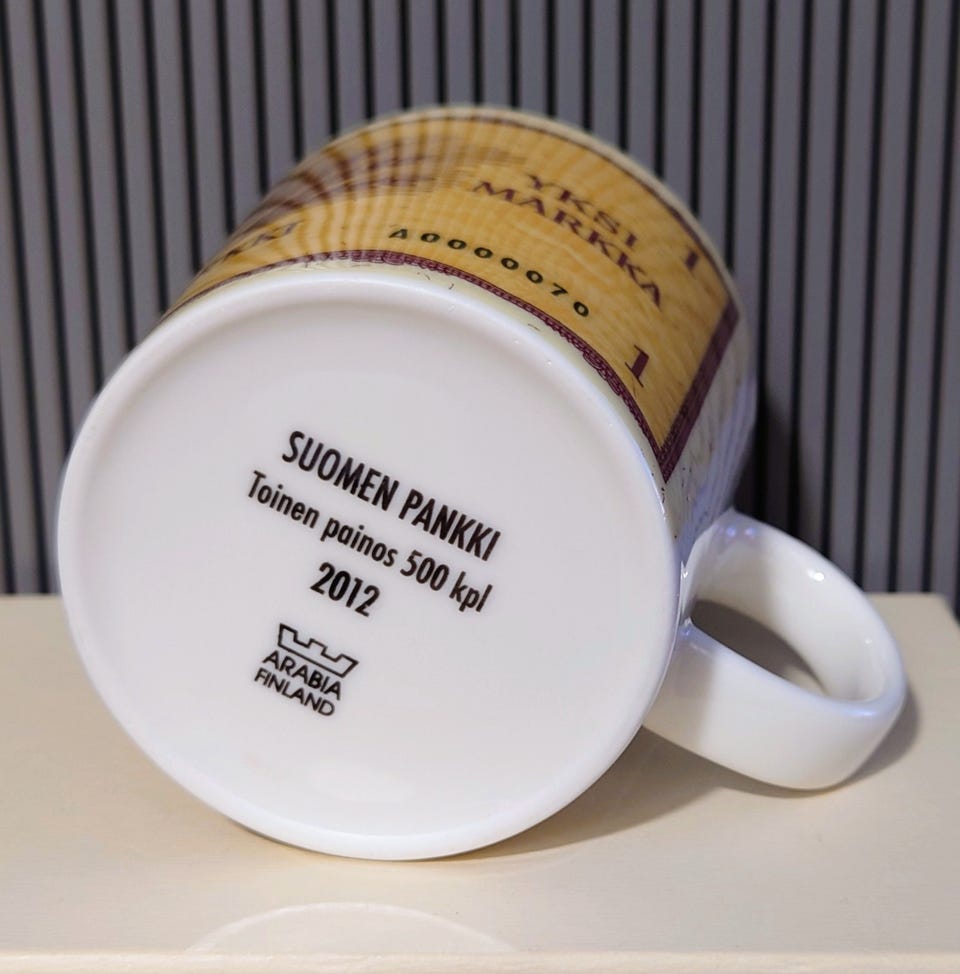 YKSI
MARKKA
1
A0000070
1
SUOMEN PANKKI
Toinen painos 500 kpl
2012
ARABIA
FINLAND